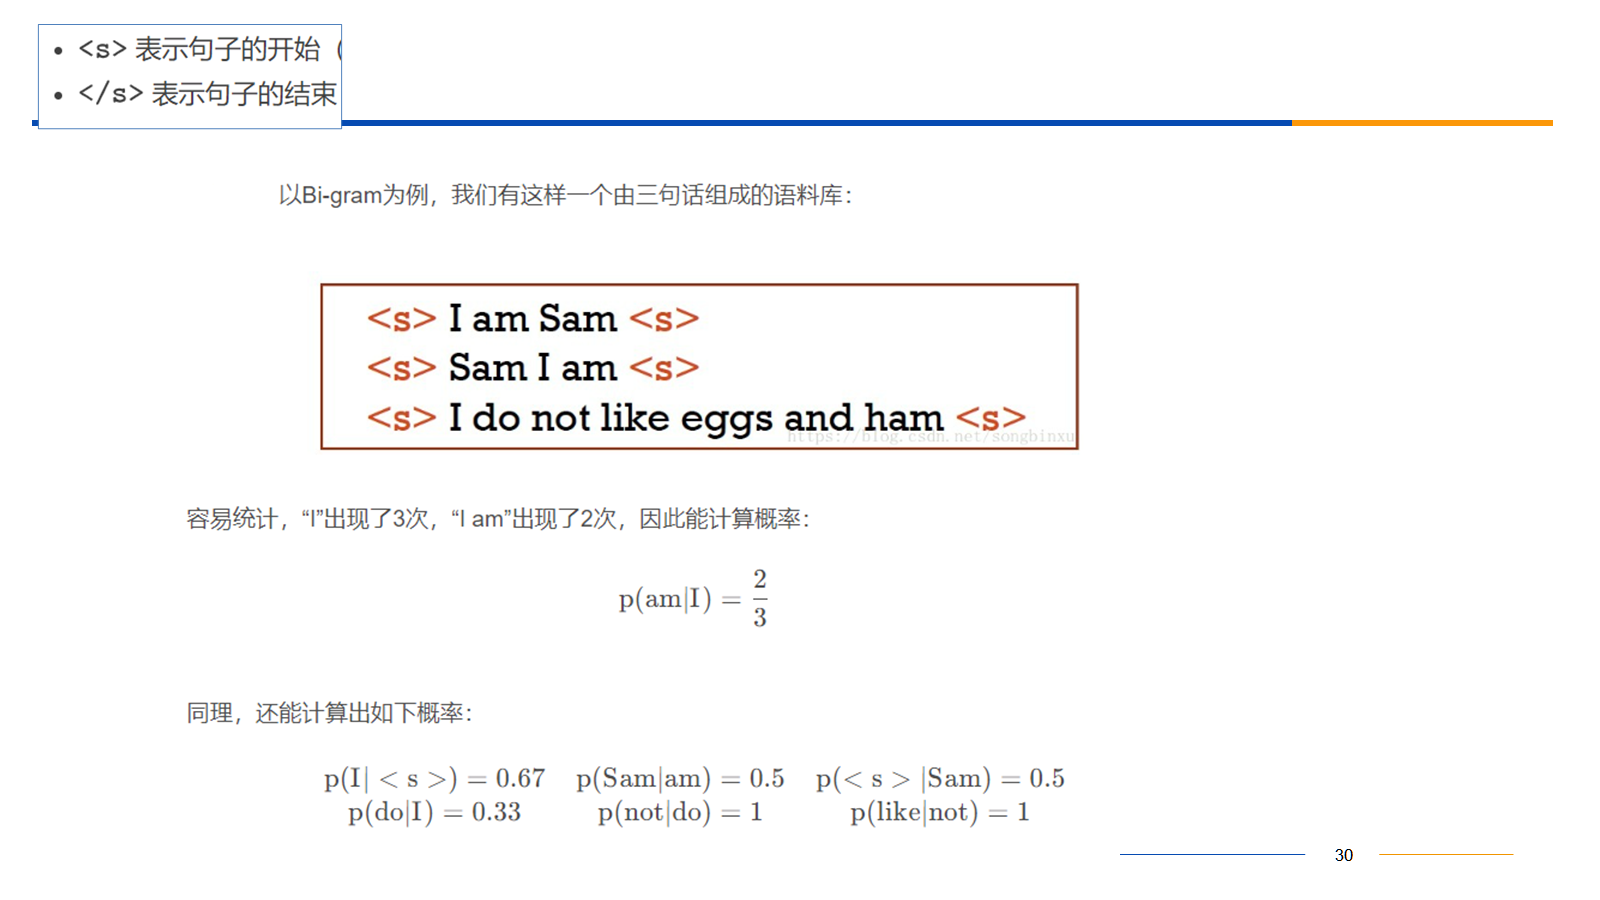 • <s> 表示句子的开始（
• </s> 表示句子的结束
以Bi-gram为例，我们有这样一个由三句话组成的语料库：
<s> I am Sam <s>
<s> Sam I am <s>
<s> I do not like eggs and ham <s>
https://blog.csdn.net/songbinxu
容易统计，“I”出现了3次，“I am”出现了2次，因此能计算概率：
p(am|I) = 2/3
同理，还能计算出如下概率：
p(I| < s >) = 0.67 p(Sam|am) = 0.5 p(< s > |Sam) = 0.5
p(do|I) = 0.33 p(not|do) = 1 p(like|not) = 1
30